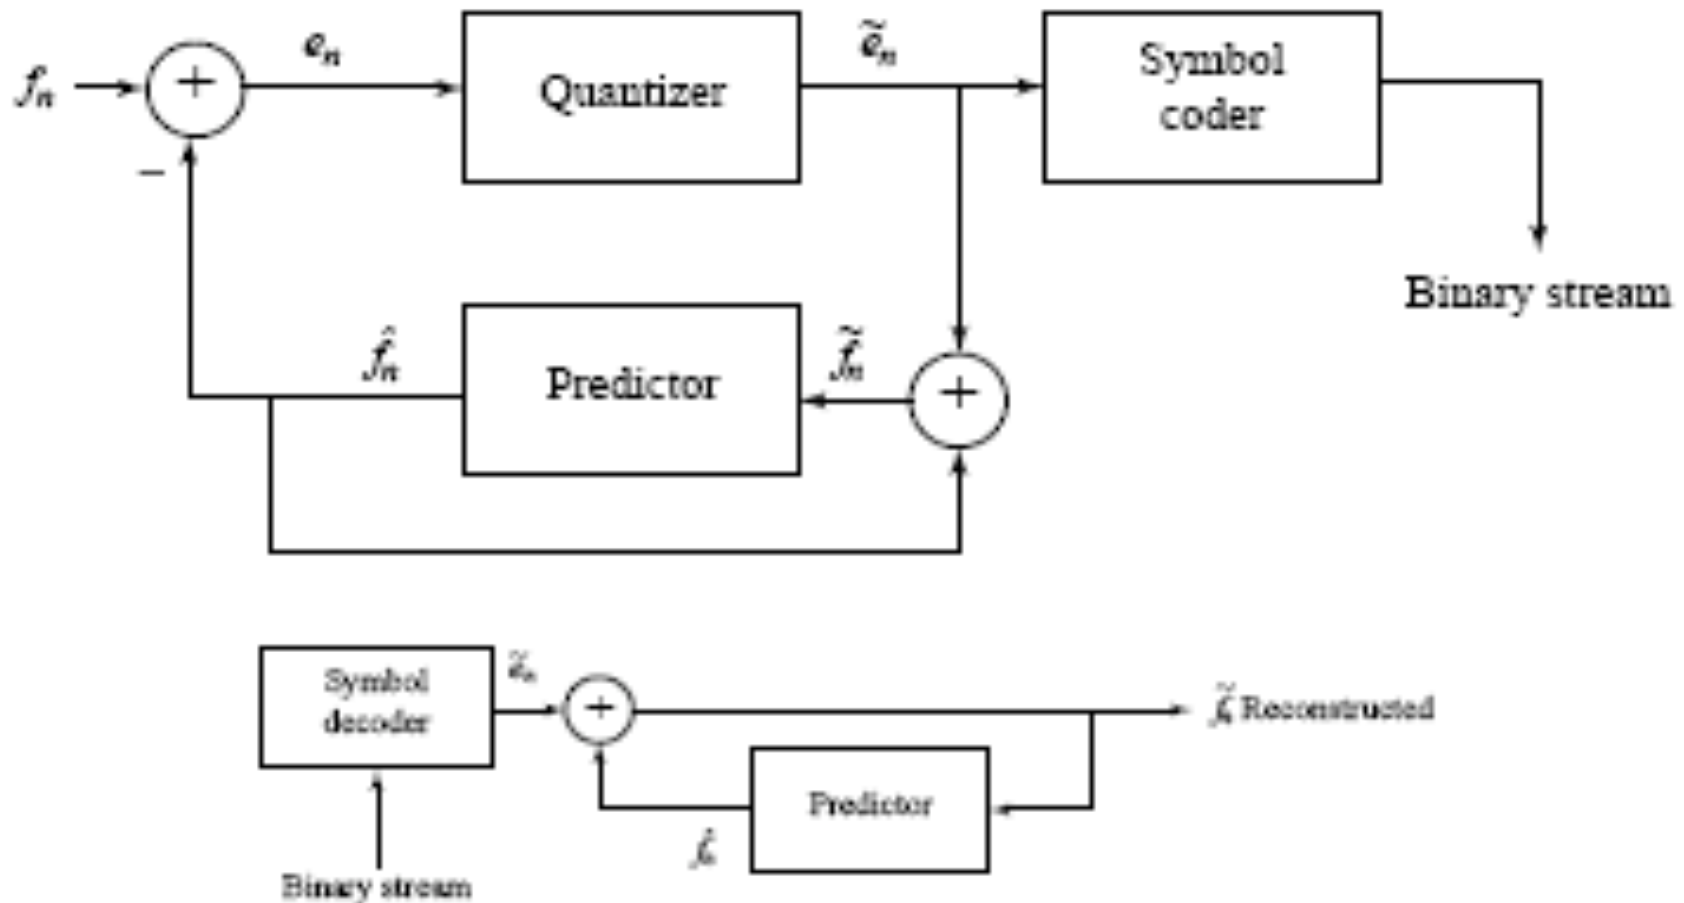 fₙ
+
eₙ
Quantizer
ẽₙ
Symbol
coder
−
Binary stream
f̂ₙ
Predictor
f̃ₙ
+
Symbol
decoder
ẽₙ
+
f̃ₙ Reconstructed
Predictor
f̂ₙ
Binary stream